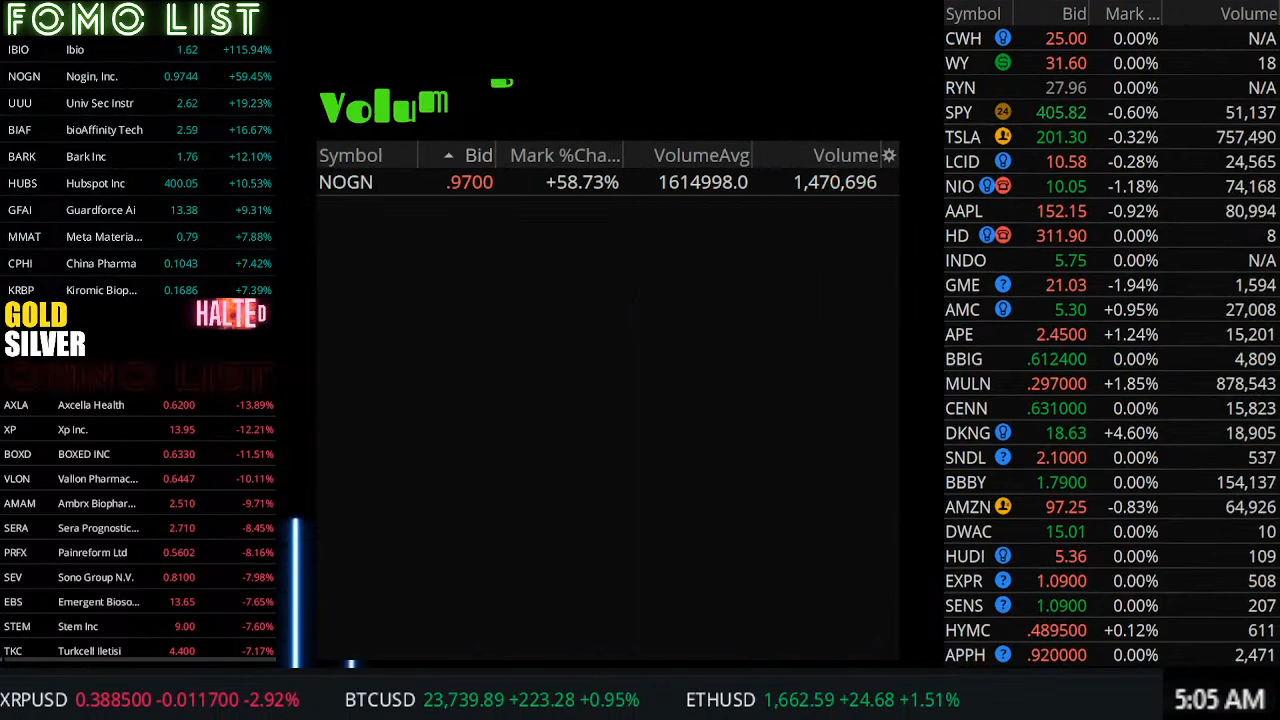 FOMO LIST
IBIO Ibio 1.62 +115.94%
NOGN Nogin, Inc. 0.9744 +59.45%
UUU Univ Sec Instr 2.62 +19.23%
BIAF bioAffinity Tech 2.59 +16.67%
BARK Bark Inc 1.76 +12.10%
HUBS Hubspot Inc 400.05 +10.53%
GFAI Guardforce Ai 13.38 +9.31%
MMAT Meta Materia... 0.79 +7.88%
CPHI China Pharma 0.1043 +7.42%
KRBP Kiromic Biop... 0.1686 +7.39%
GOLD HALTED
SILVER
FOMO LIST
AXLA Axcella Health 0.6200 -13.89%
XP Xp Inc. 13.95 -12.21%
BOXD BOXED INC 0.6330 -11.51%
VLON Vallon Pharmac... 0.6447 -10.11%
AMAM Ambrx Biophar... 2.510 -9.71%
SERA Sera Prognostic... 2.710 -8.45%
PRFX Painreform Ltd 0.5602 -8.16%
SEV Sono Group N.V. 0.8100 -7.98%
EBS Emergent Bioso... 13.65 -7.65%
STEM Stem Inc 9.00 -7.60%
TKC Turkcell Iletisi 4.400 -7.17%
Volum
Symbol Bid Mark %Cha... VolumeAvg Volume
NOGN .9700 +58.73% 1614998.0 1,470,696
Symbol Bid Mark ... Volume
CWH 25.00 0.00% N/A
WY 31.60 0.00% 18
RYN 27.96 0.00% N/A
SPY 24 405.82 -0.60% 51,137
TSLA 201.30 -0.32% 757,490
LCID 10.58 -0.28% 24,565
NIO 10.05 -1.18% 74,168
AAPL 152.15 -0.92% 80,994
HD 311.90 0.00% 8
INDO 5.75 0.00% N/A
GME ? 21.03 -1.94% 1,594
AMC 5.30 +0.95% 27,008
APE 2.4500 +1.24% 15,201
BBIG .612400 0.00% 4,809
MULN .297000 +1.85% 878,543
CENN .631000 0.00% 15,823
DKNG 18.63 +4.60% 18,905
SNDL ? 2.1000 0.00% 537
BBBY 1.7900 0.00% 154,137
AMZN 97.25 -0.83% 64,926
DWAC 15.01 0.00% 10
HUDI 5.36 0.00% 109
EXPR ? 1.0900 0.00% 508
SENS ? 1.0900 0.00% 207
HYMC .489500 +0.12% 611
APPH .920000 0.00% 2,471
XRPUSD 0.388500 -0.011700 -2.92% BTCUSD 23,739.89 +223.28 +0.95% ETHUSD 1,662.59 +24.68 +1.51% 5:05 AM